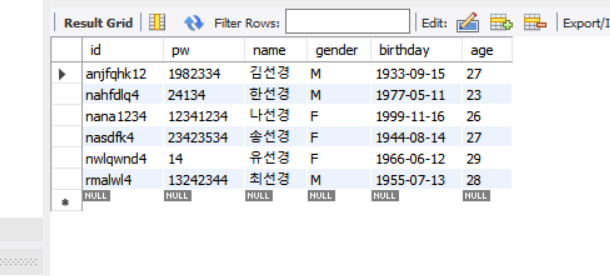 Result Grid Filter Rows: Edit: Export/I
id pw name gender birthday age
anjfqhk12 1982334 김선경 M 1933-09-15 27
nahfdlq4 24134 한선경 M 1977-05-11 23
nana1234 12341234 나선경 F 1999-11-16 26
nasdfk4 23423534 송선경 F 1944-08-14 27
nwlqwnd4 14 유선경 F 1966-06-12 29
rmalwl4 13242344 최선경 M 1955-07-13 28
NULL NULL NULL NULL NULL NULL